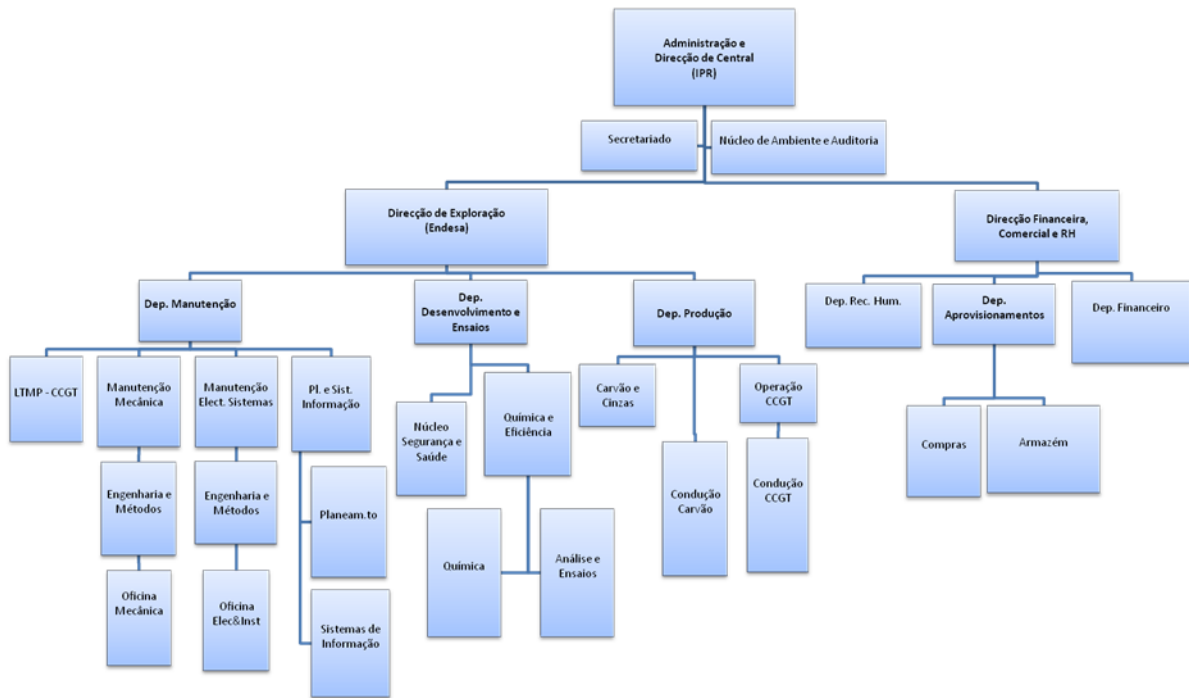 Administração e
Direcção de Central
(IPR)
Secretariado
Núcleo de Ambiente e Auditoria
Direcção de Exploração
(Endesa)
Direcção Financeira,
Comercial e RH
Dep. Manutenção
Dep.
Desenvolvimento e
Ensaios
Dep. Produção
Dep. Rec. Hum.
Dep.
Aprovisionamentos
Dep. Financeiro
LTMP - CCGT
Manutenção
Mecânica
Manutenção
Elect. Sistemas
Pl. e Sist.
Informação
Núcleo
Segurança e
Saúde
Química e
Eficiência
Carvão e
Cinzas
Operação
CCGT
Compras
Armazém
Engenharia e
Métodos
Engenharia e
Métodos
Planeam.to
Condução
Carvão
Condução
CCGT
Química
Análise e
Ensaios
Oficina
Mecânica
Oficina
Elec&Inst
Sistemas de
Informação